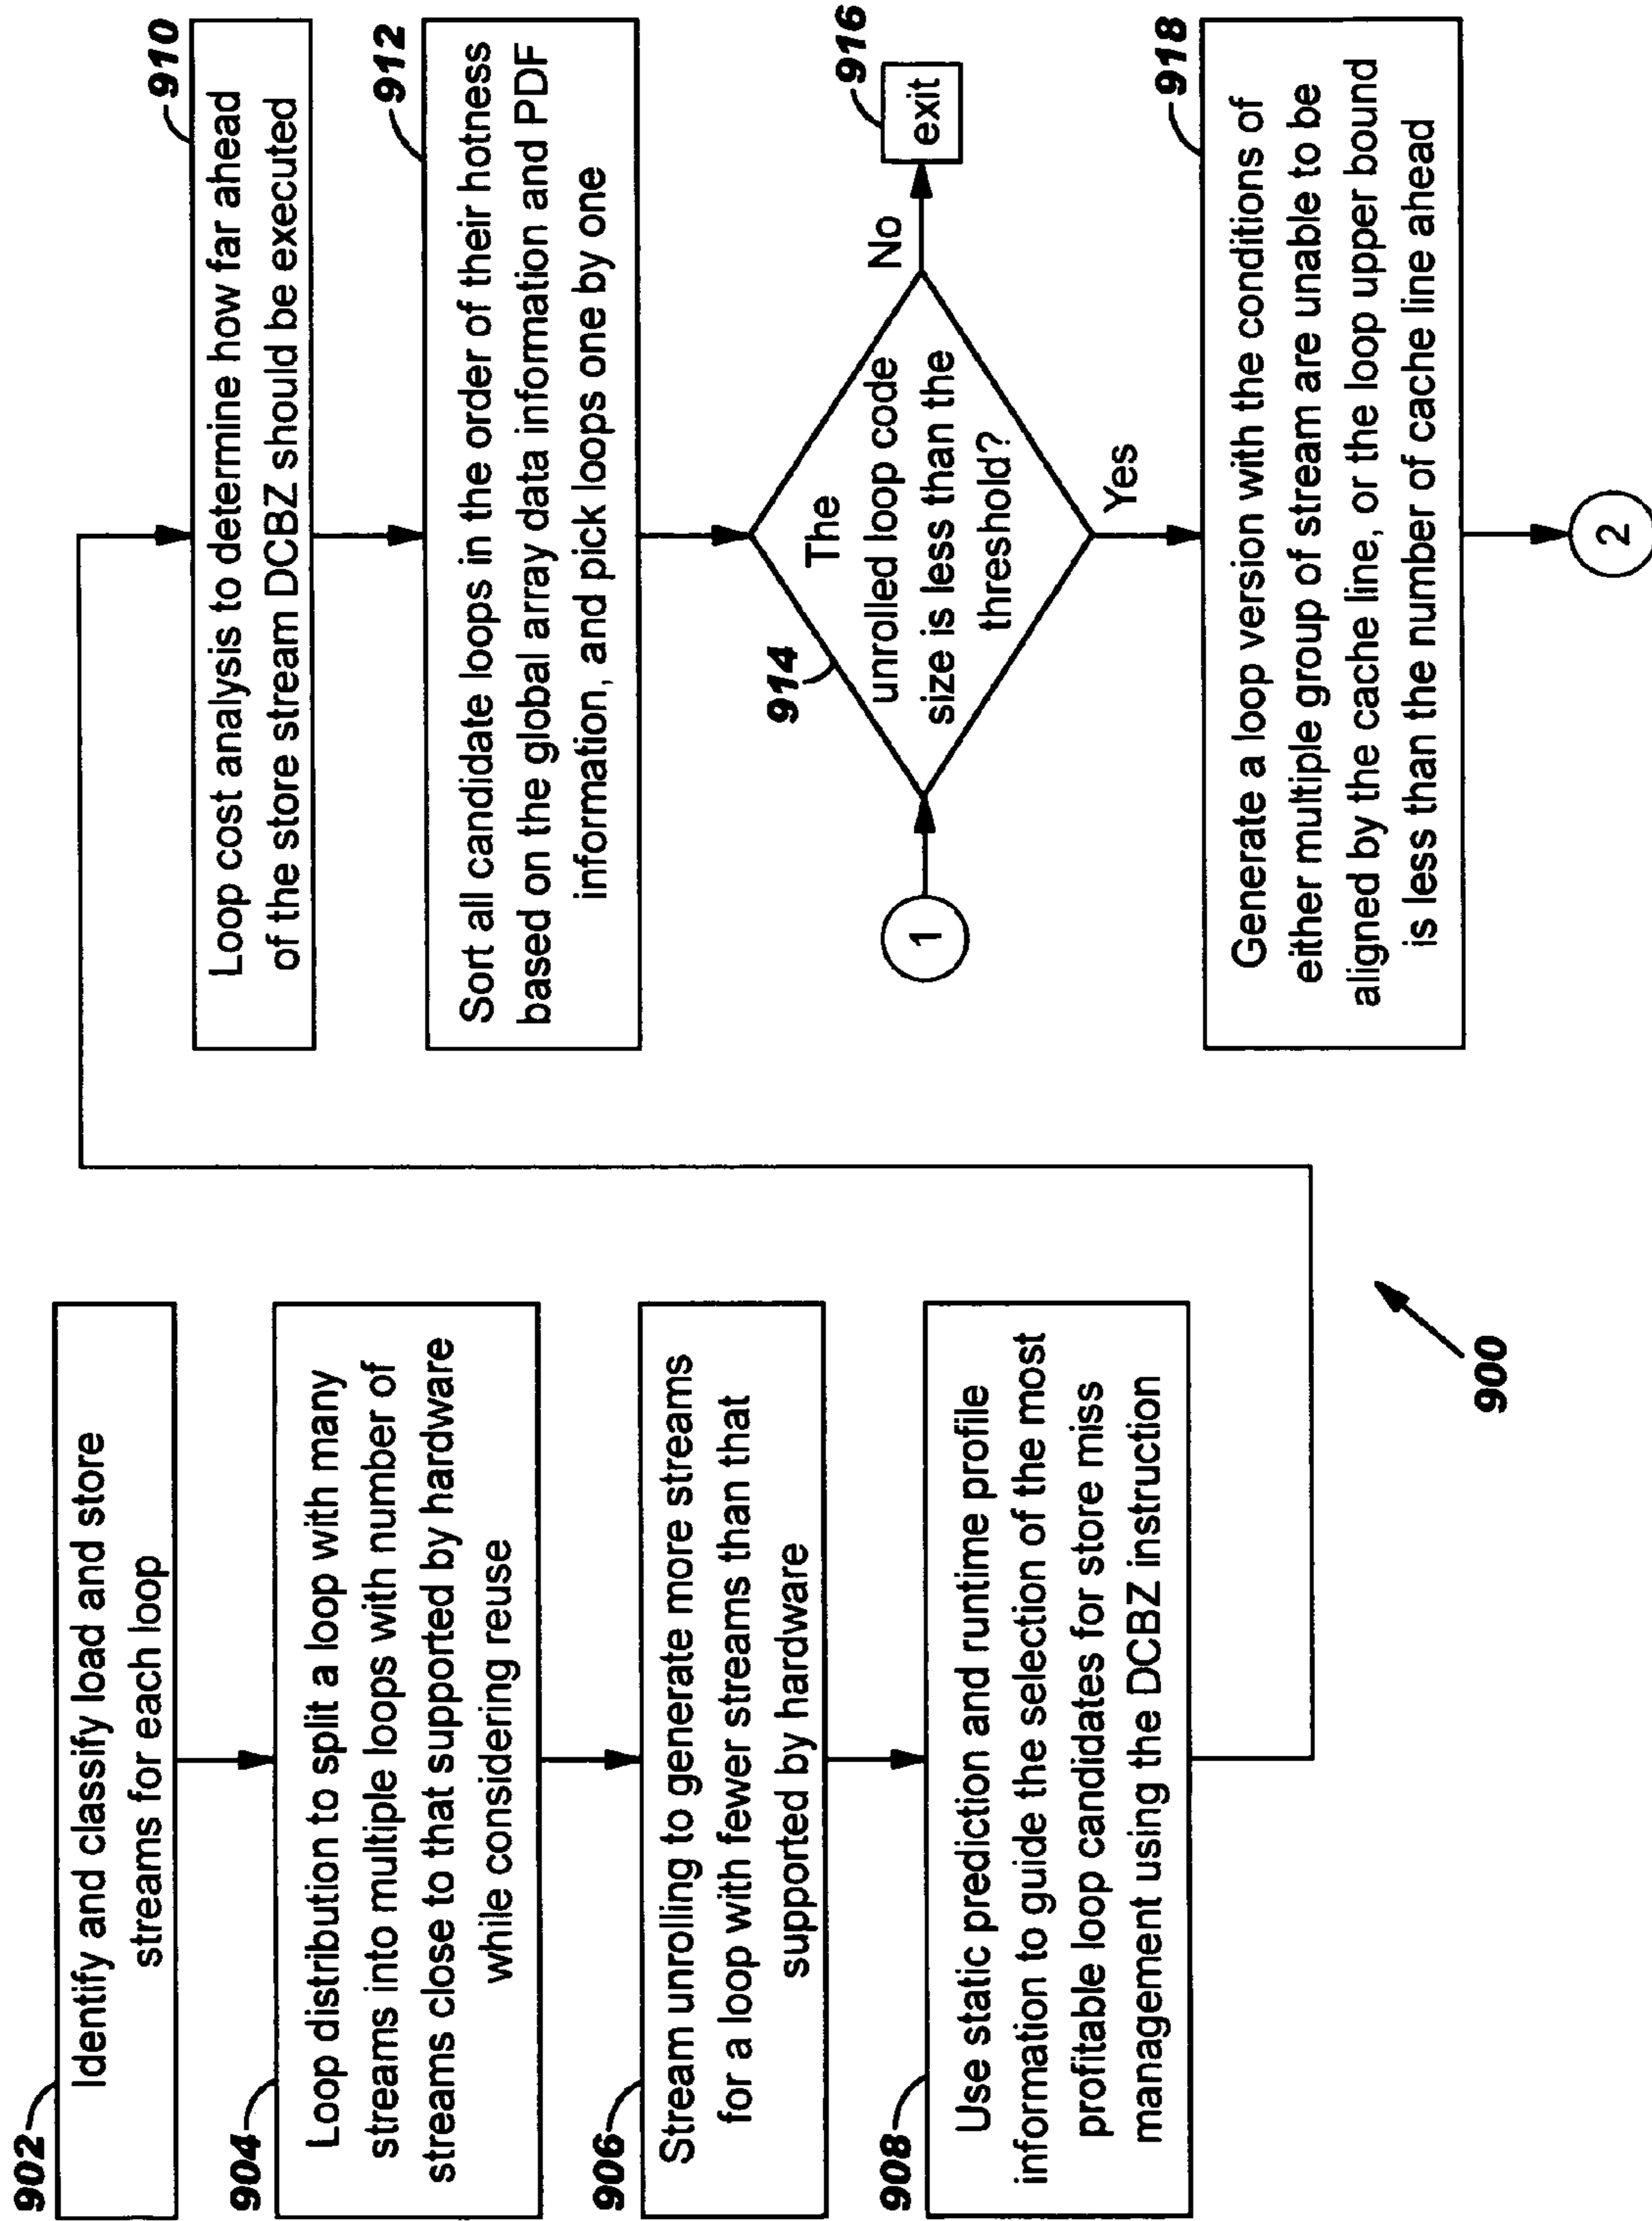 902
Identify and classify load and store
streams for each loop
904
Loop distribution to split a loop with many
streams into multiple loops with number of
streams close to that supported by hardware
while considering reuse
906
Stream unrolling to generate more streams
for a loop with fewer streams than that
supported by hardware
908
Use static prediction and runtime profile
information to guide the selection of the most
profitable loop candidates for store miss
management using the DCBZ instruction
900
910
Loop cost analysis to determine how far ahead
of the store stream DCBZ should be executed
912
Sort all candidate loops in the order of their hotness
based on the global array data information and PDF
information, and pick loops one by one
914
The
unrolled loop code
size is less than the
threshold?
1
No
916
exit
Yes
918
Generate a loop version with the conditions of
either multiple group of stream are unable to be
aligned by the cache line, or the loop upper bound
is less than the number of cache line ahead
2